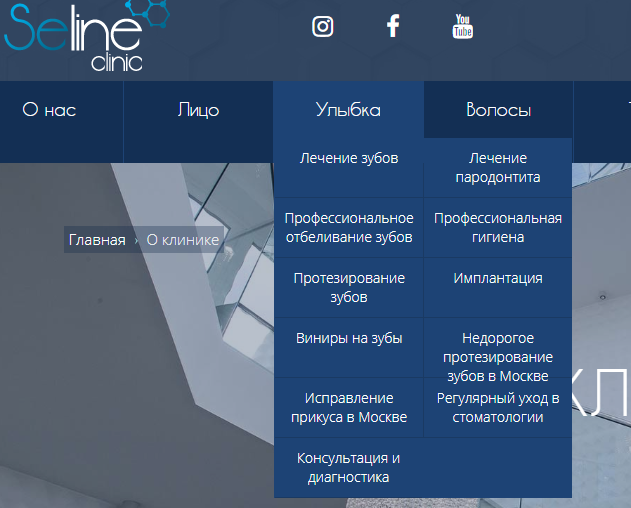 Seline
clinic
You
Tube
О нас
Лицо
Улыбка
Волосы
Лечение зубов
Лечение
пародонтита
Профессиональное
отбеливание зубов
Профессиональная
гигиена
Главная › О клинике
Протезирование
зубов
Имплантация
Виниры на зубы
Недорогое
протезирование
зубов в Москве
Исправление
прикуса в Москве
Регулярный уход в
стоматологии
КЛ
Консультация и
диагностика